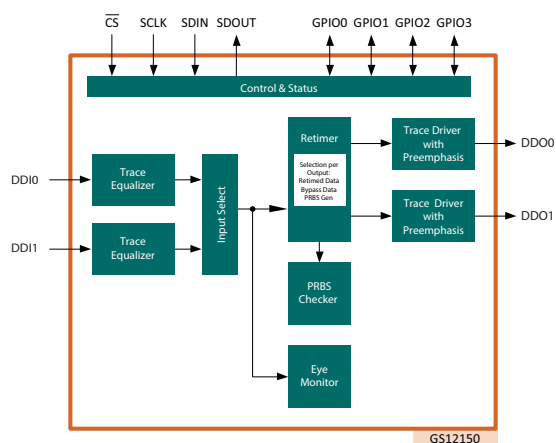 CS SCLK SDIN SDOUT GPIO0 GPIO1 GPIO2 GPIO3
Control & Status
DDI0
DDI1
Trace
Equalizer
Trace
Equalizer
Input Select
Retimer
Selection per
Output:
Retimed Data
Bypass Data
PRBS Gen
Trace Driver
with
Preemphasis
DDO0
Trace Driver
with
Preemphasis
DDO1
PRBS
Checker
Eye
Monitor
GS12150